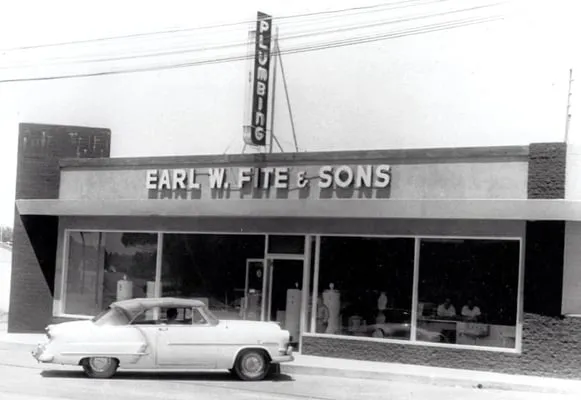 PLUMBING
EARL W. FITE & SONS